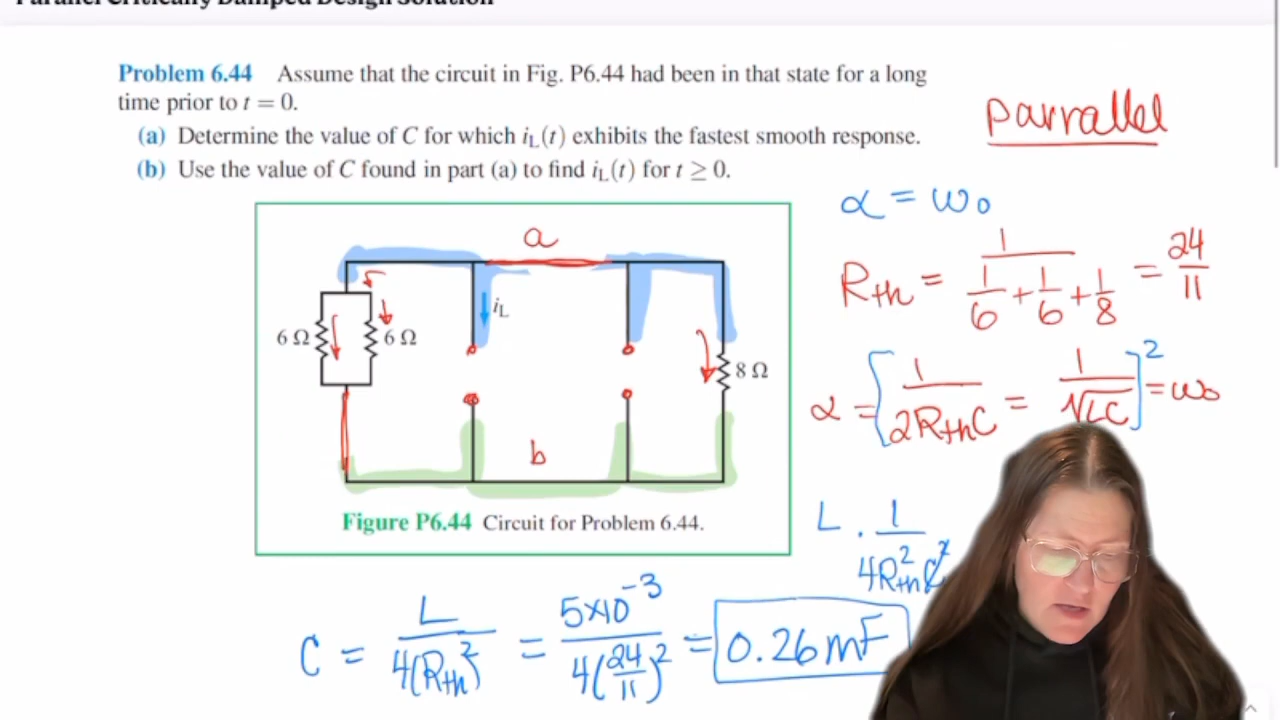 Parallel Critically Damped Design Solution
Problem 6.44 Assume that the circuit in Fig. P6.44 had been in that state for a long
time prior to t = 0.
(a) Determine the value of C for which iL(t) exhibits the fastest smooth response.
(b) Use the value of C found in part (a) to find iL(t) for t ≥ 0.
parrallel
α = ω₀
Rth = 1/(1/6 + 1/6 + 1/8) = 24/11
α = [1/(2RthC) = 1/√LC]² = ω₀
a
iL
6 Ω
6 Ω
8 Ω
b
Figure P6.44 Circuit for Problem 6.44.
L · 1/(4Rth²C²)
C = L/(4(Rth)²) = 5×10⁻³/(4(24/11)²) = 0.26mF